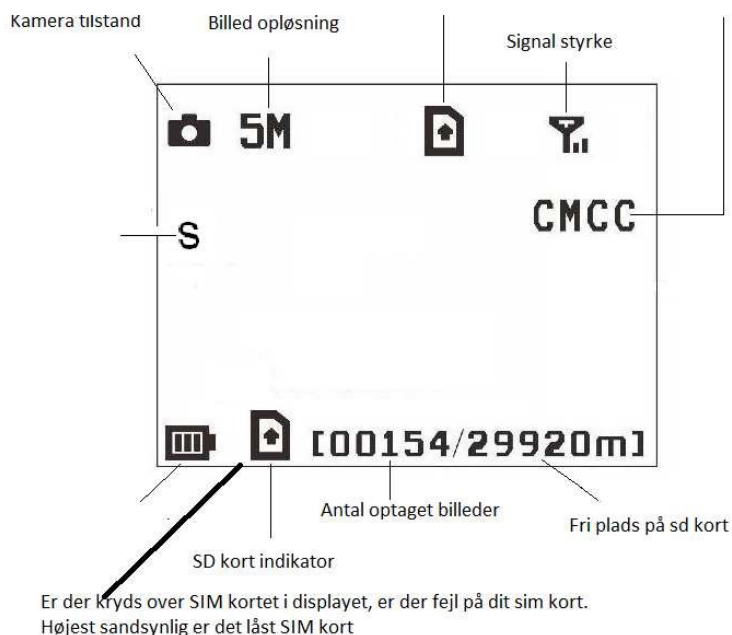 Kamera tilstand
Billed opløsning
Signal styrke
5M
CMCC
S
[00154/29920m]
Antal optaget billeder
Fri plads på sd kort
SD kort indikator
Er der kryds over SIM kortet i displayet, er der fejl på dit sim kort.
Højest sandsynlig er det låst SIM kort